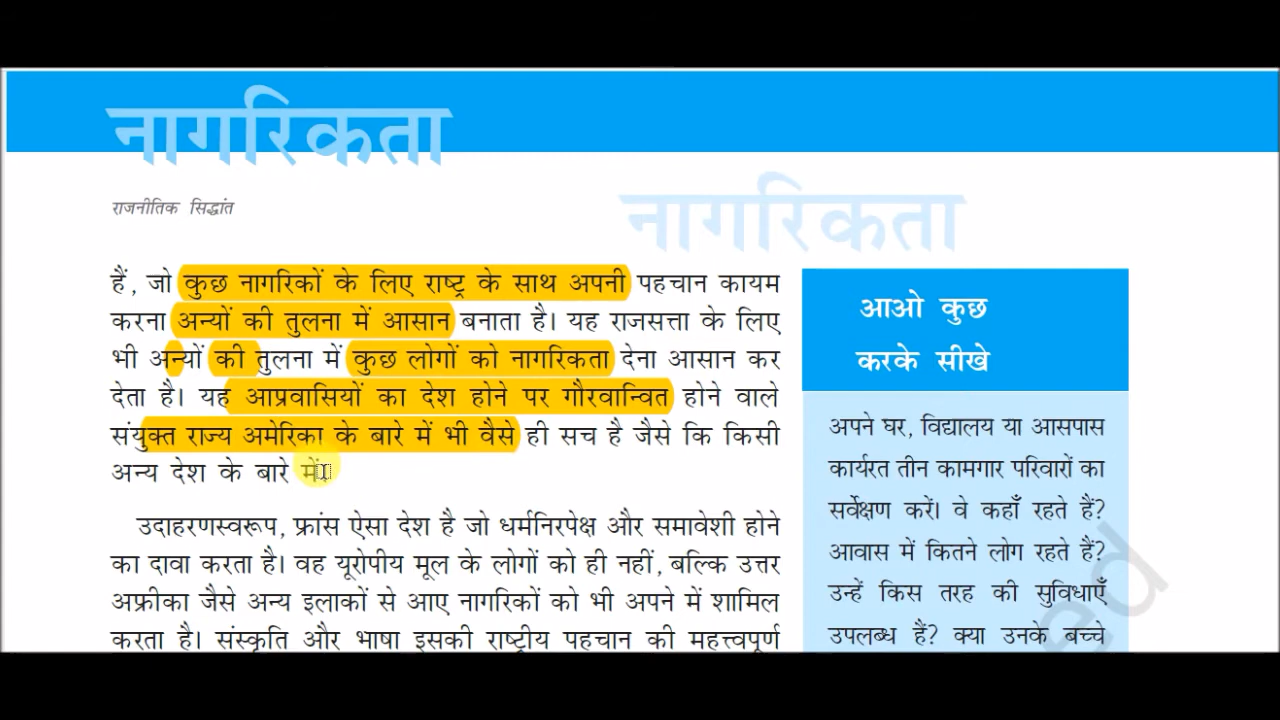 नागरिकता
राजनीतिक सिद्धांत
नागरिकता
हैं, जो कुछ नागरिकों के लिए राष्ट्र के साथ अपनी पहचान कायम
करना अन्यों की तुलना में आसान बनाता है। यह राजसत्ता के लिए
भी अन्यों की तुलना में कुछ लोगों को नागरिकता देना आसान कर
देता है। यह आप्रवासियों का देश होने पर गौरवान्वित होने वाले
संयुक्त राज्य अमेरिका के बारे में भी वैसे ही सच है जैसे कि किसी
अन्य देश के बारे में।
उदाहरणस्वरूप, फ्रांस ऐसा देश है जो धर्मनिरपेक्ष और समावेशी होने
का दावा करता है। वह यूरोपीय मूल के लोगों को ही नहीं, बल्कि उत्तर
अफ्रीका जैसे अन्य इलाकों से आए नागरिकों को भी अपने में शामिल
करता है। संस्कृति और भाषा इसकी राष्ट्रीय पहचान की महत्त्वपूर्ण
आओ कुछ
करके सीखे
अपने घर, विद्यालय या आसपास
कार्यरत तीन कामगार परिवारों का
सर्वेक्षण करें। वे कहाँ रहते हैं?
आवास में कितने लोग रहते हैं?
उन्हें किस तरह की सुविधाएँ
उपलब्ध हैं? क्या उनके बच्चे
ed